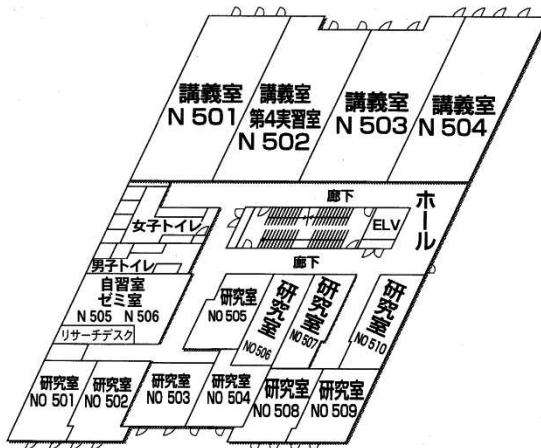 講義室
N 501
講義室
第4実習室
N 502
講義室
N 503
講義室
N 504
廊下
ホール
女子トイレ
ELV
男子トイレ
廊下
自習室
ゼミ室
N 505 N 506
リサーチデスク
研究室
NO 505
研究室
NO 506
研究室
NO 507
研究室
NO 510
研究室
NO 501
研究室
NO 502
研究室
NO 503
研究室
NO 504
研究室
NO 508
研究室
NO 509